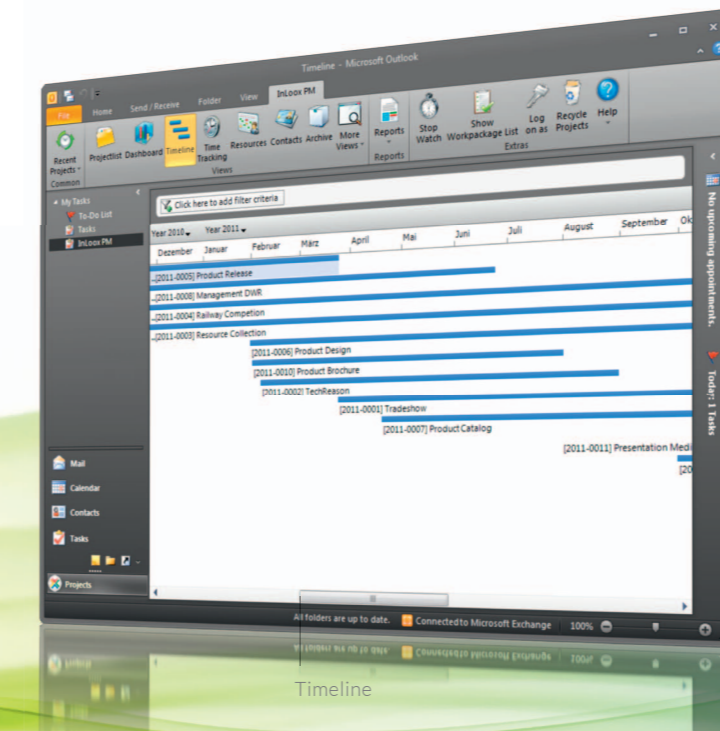 Timeline - Microsoft Outlook
File Home Send / Receive Folder View InLoox PM
Recent Projects
Projectlist
Dashboard
Timeline
Time Tracking
Resources
Contacts
Archive
More Views
Reports
Stop Watch
Show Workpackage List
Log on as
Recycle Projects
Help
Common
Views
Reports
Extras
My Tasks
To-Do List
Tasks
InLoox PM
Click here to add filter criteria
Year 2010 Year 2011
Dezember Januar Februar März April Mai Juni Juli August September Ok
...[2011-0005] Product Release
...[2011-0008] Management DWR
...[2011-0004] Railway Competion
...[2011-0003] Resource Collection
[2011-0006] Product Design
[2011-0010] Product Brochure
[2011-0002] TechReason
[2011-0001] Tradeshow
[2011-0007] Product Catalog
[2011-0011] Presentation Medi
[20
No upcoming appointments.
Today: 1 Tasks
Mail
Calendar
Contacts
Tasks
Projects
All folders are up to date. Connected to Microsoft Exchange 100%
Timeline